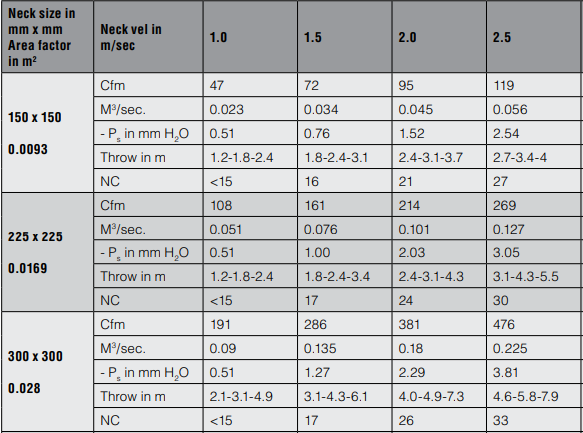 Neck size in
mm x mm
Area factor
in m²
Neck vel in
m/sec
1.0 1.5 2.0 2.5
150 x 150
0.0093
Cfm 47 72 95 119
M³/sec. 0.023 0.034 0.045 0.056
- Pₛ in mm H₂O 0.51 0.76 1.52 2.54
Throw in m 1.2-1.8-2.4 1.8-2.4-3.1 2.4-3.1-3.7 2.7-3.4-4
NC <15 16 21 27
225 x 225
0.0169
Cfm 108 161 214 269
M³/sec. 0.051 0.076 0.101 0.127
- Pₛ in mm H₂O 0.51 1.00 2.03 3.05
Throw in m 1.2-1.8-2.4 1.8-2.4-3.4 2.4-3.1-4.3 3.1-4.3-5.5
NC <15 17 24 30
300 x 300
0.028
Cfm 191 286 381 476
M³/sec. 0.09 0.135 0.18 0.225
- Pₛ in mm H₂O 0.51 1.27 2.29 3.81
Throw in m 2.1-3.1-4.9 3.1-4.3-6.1 4.0-4.9-7.3 4.6-5.8-7.9
NC <15 17 26 33